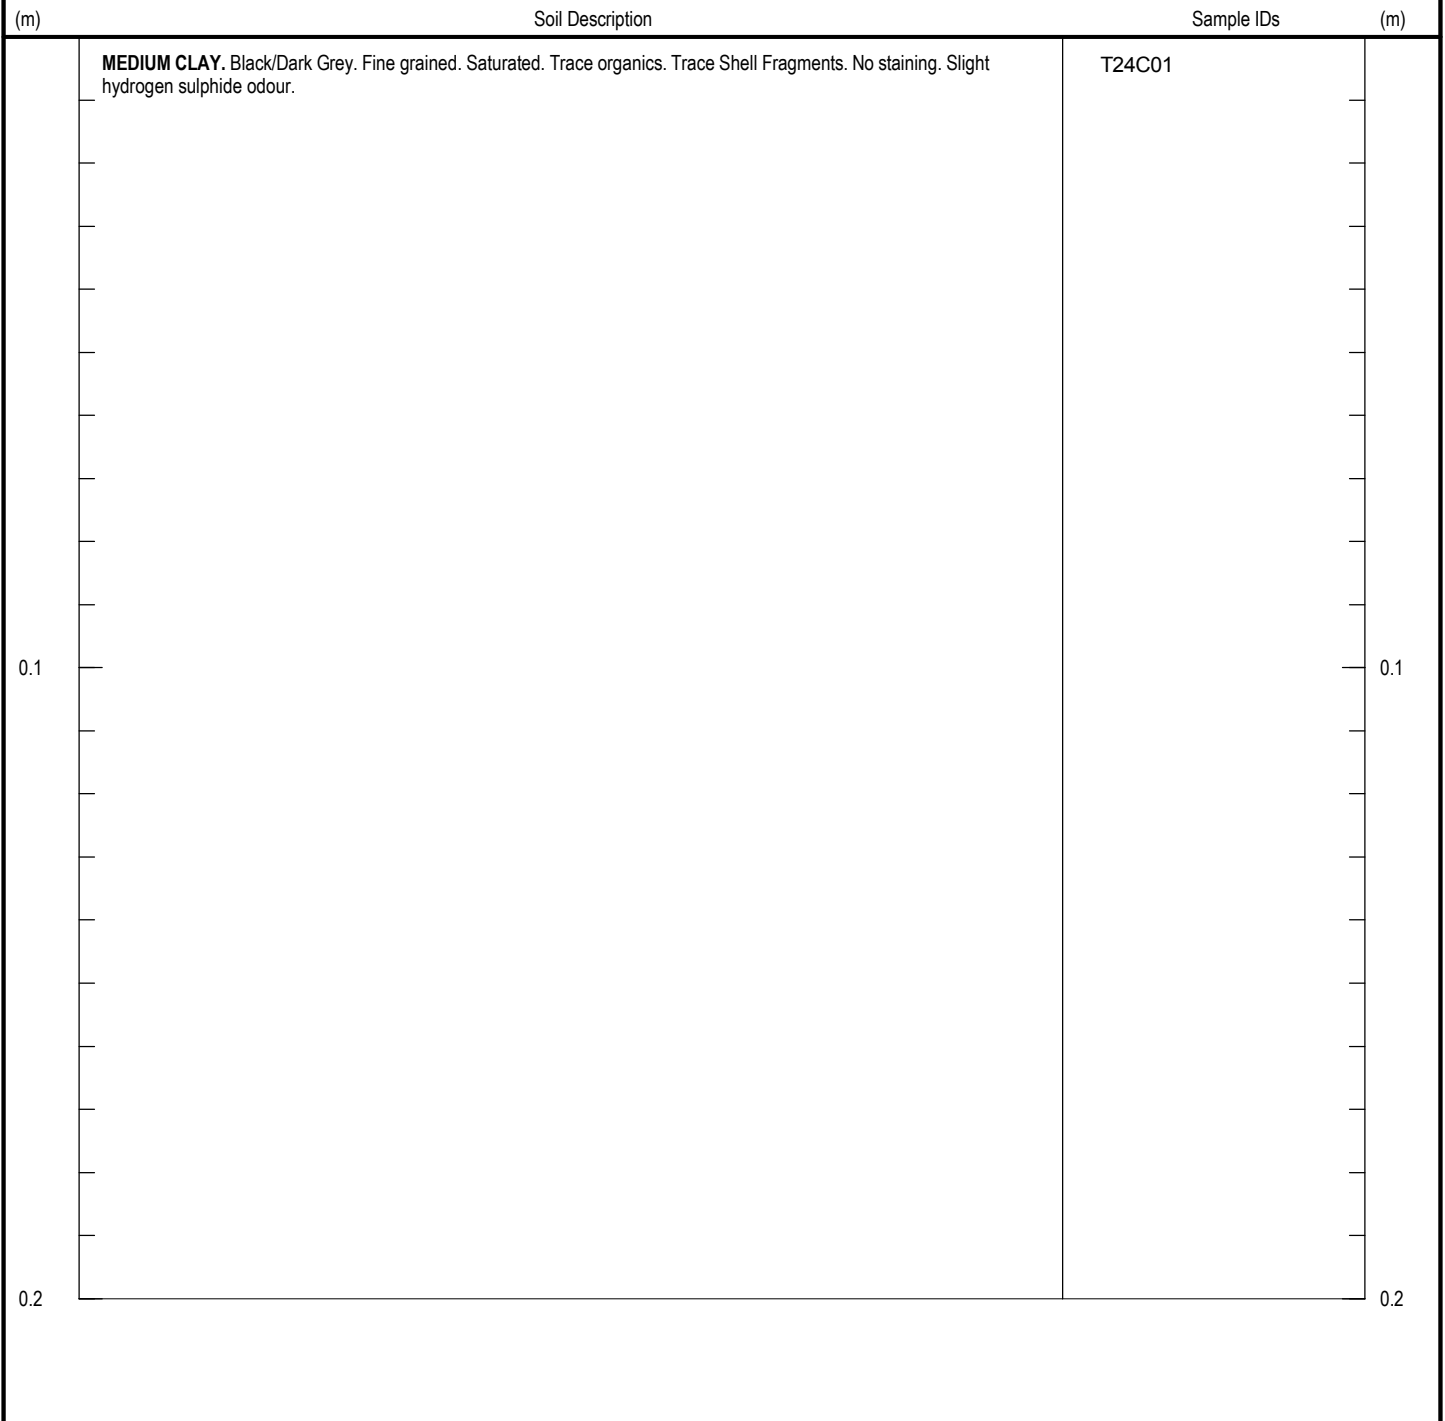 (m) Soil Description Sample IDs (m)
MEDIUM CLAY. Black/Dark Grey. Fine grained. Saturated. Trace organics. Trace Shell Fragments. No staining. Slight T24C01
hydrogen sulphide odour.
0.1 0.1
0.2 0.2